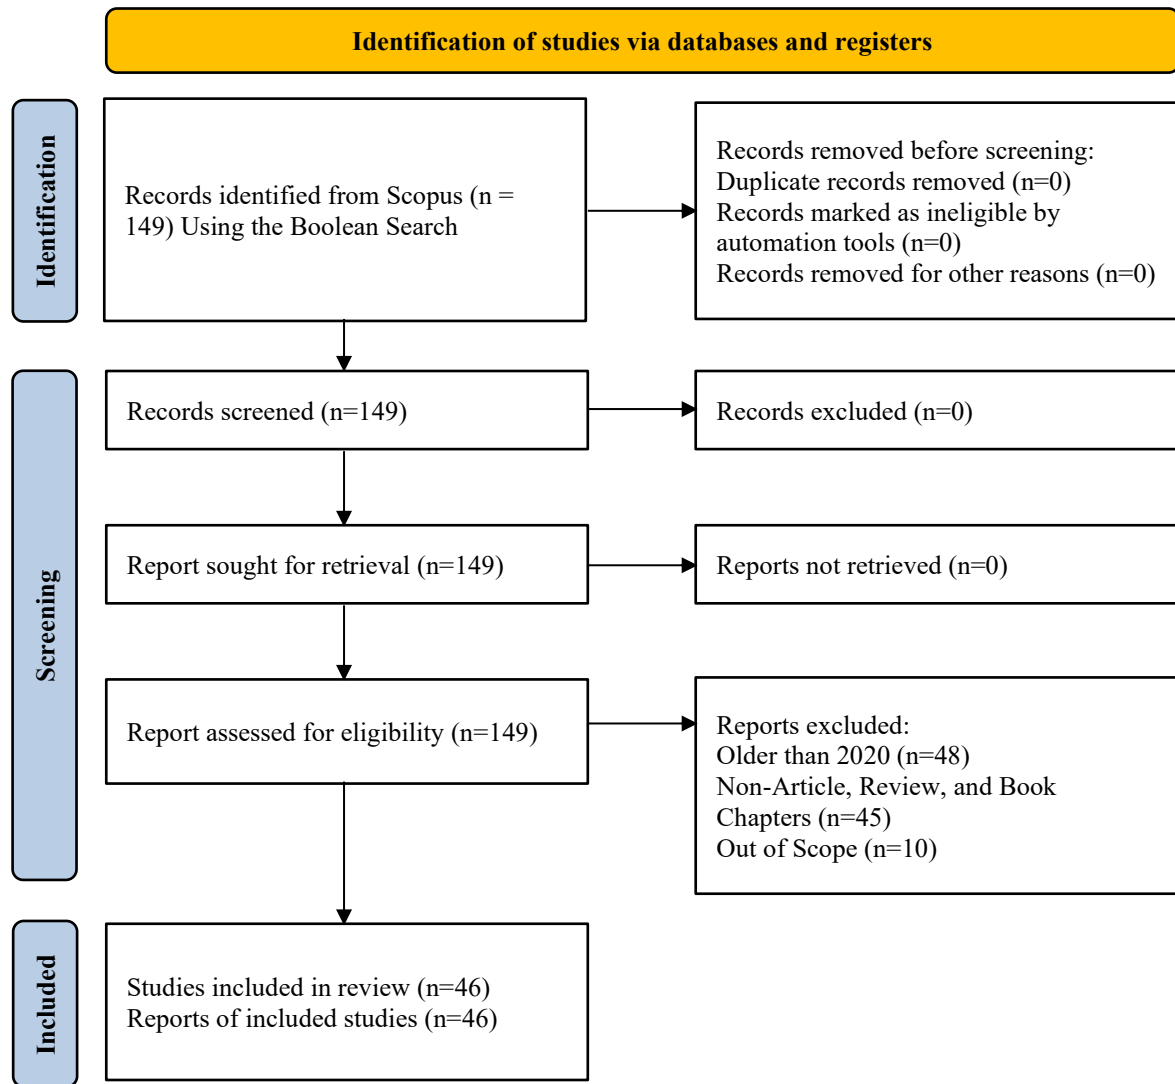 Identification of studies via databases and registers
Identification
Records identified from Scopus (n =
149) Using the Boolean Search
Records removed before screening:
Duplicate records removed (n=0)
Records marked as ineligible by
automation tools (n=0)
Records removed for other reasons (n=0)
Screening
Records screened (n=149)
Records excluded (n=0)
Report sought for retrieval (n=149)
Reports not retrieved (n=0)
Report assessed for eligibility (n=149)
Reports excluded:
Older than 2020 (n=48)
Non-Article, Review, and Book
Chapters (n=45)
Out of Scope (n=10)
Included
Studies included in review (n=46)
Reports of included studies (n=46)